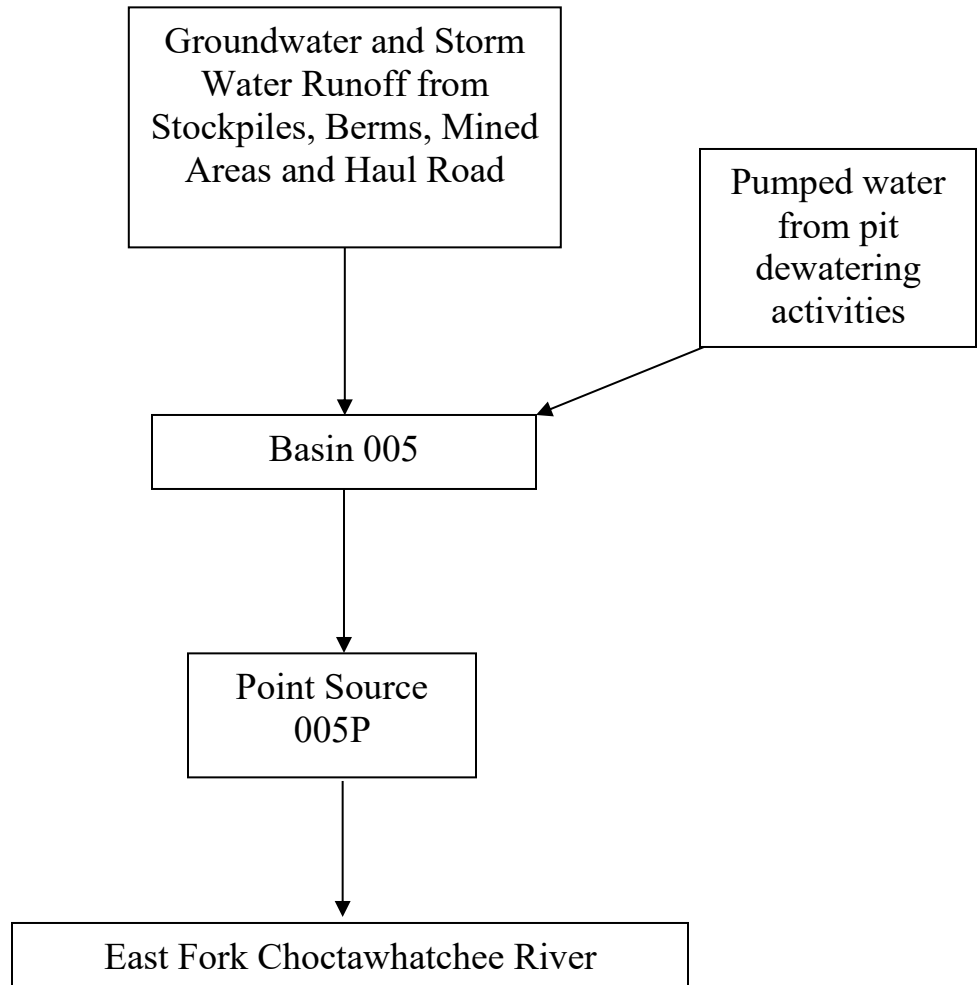 Groundwater and Storm
Water Runoff from
Stockpiles, Berms, Mined
Areas and Haul Road
Pumped water
from pit
dewatering
activities
Basin 005
Point Source
005P
East Fork Choctawhatchee River